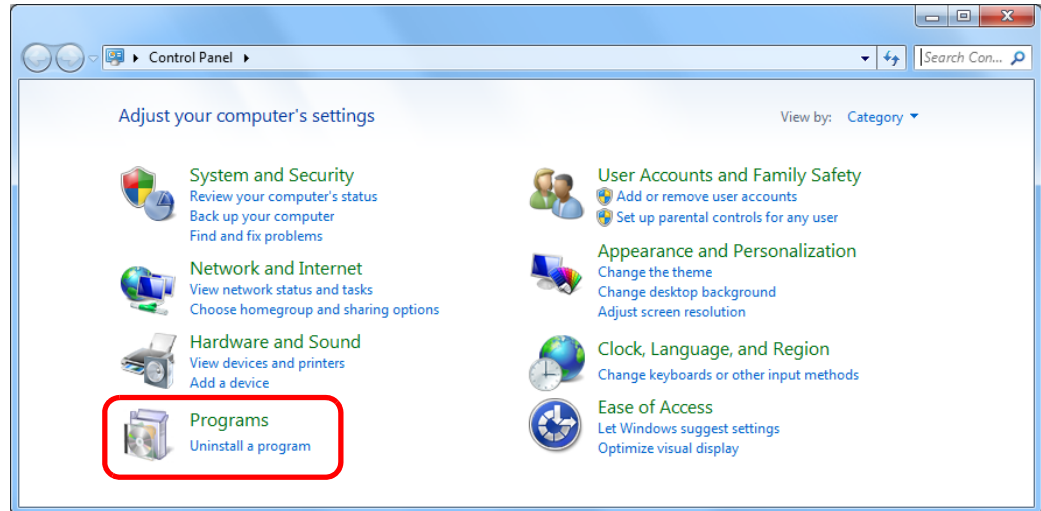 Control Panel
Search Con...
Adjust your computer's settings
View by: Category
System and Security
Review your computer's status
Back up your computer
Find and fix problems
Network and Internet
View network status and tasks
Choose homegroup and sharing options
Hardware and Sound
View devices and printers
Add a device
Programs
Uninstall a program
User Accounts and Family Safety
Add or remove user accounts
Set up parental controls for any user
Appearance and Personalization
Change the theme
Change desktop background
Adjust screen resolution
Clock, Language, and Region
Change keyboards or other input methods
Ease of Access
Let Windows suggest settings
Optimize visual display